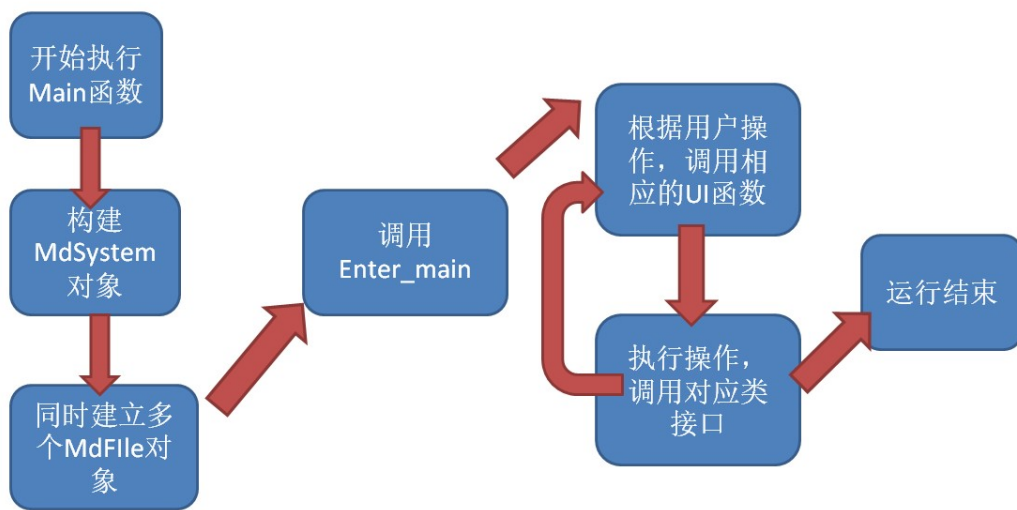 开始执行
Main函数
构建
MdSystem
对象
同时建立多
个MdFIle对
象
调用
Enter_main
根据用户操
作，调用相
应的UI函数
执行操作，
调用对应类
接口
运行结束